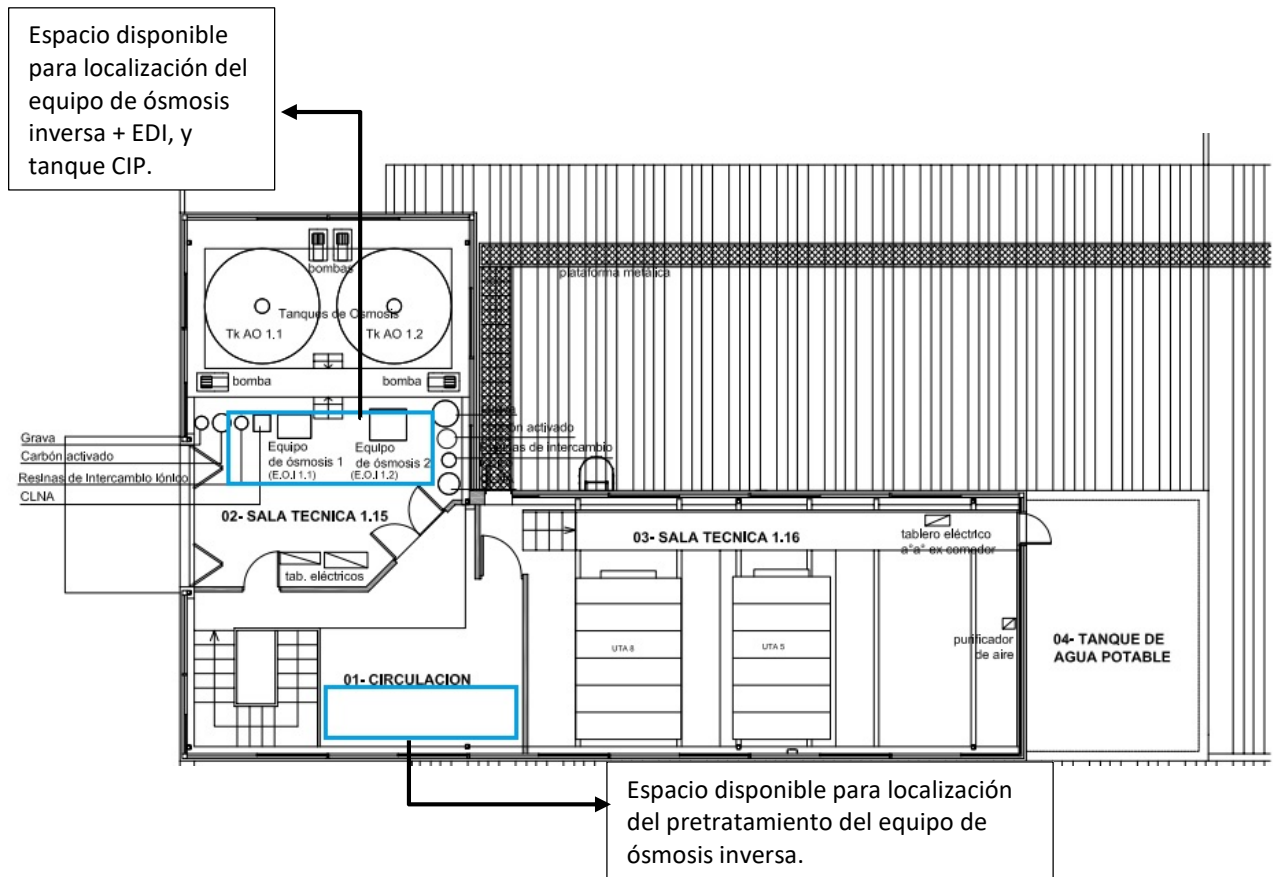 Espacio disponible
para localización del
equipo de ósmosis
inversa + EDI, y
tanque CIP.
plataforma metálica
bombas
Tanques de Osmosis
Tk AO 1.1
Tk AO 1.2
bomba
bomba
Grava
Carbón activado
Resinas de Intercambio Iónico
CLNA
Equipo
de ósmosis 1
(E.O.I 1.1)
Equipo
de ósmosis 2
(E.O.I 1.2)
activado
de intercambio
02- SALA TECNICA 1.15
tab. eléctricos
03- SALA TECNICA 1.16
tablero eléctrico
a°a° ex comedor
UTA 8
UTA 5
purificador
de aire
04- TANQUE DE
AGUA POTABLE
01- CIRCULACION
Espacio disponible para localización
del pretratamiento del equipo de
ósmosis inversa.